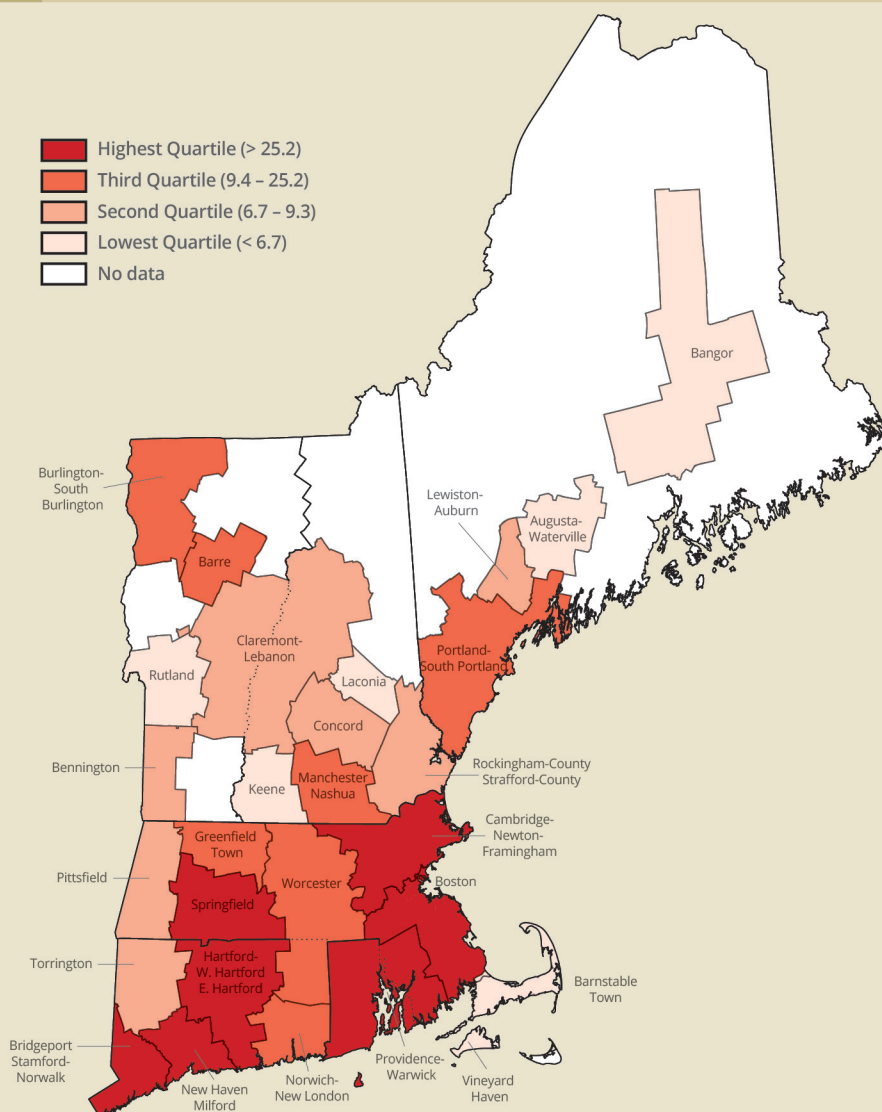 Highest Quartile (> 25.2)
Third Quartile (9.4 – 25.2)
Second Quartile (6.7 – 9.3)
Lowest Quartile (< 6.7)
No data
Bangor
Burlington-
South
Burlington
Lewiston-
Auburn
Augusta-
Waterville
Barre
Claremont-
Lebanon
Portland-
South Portland
Rutland
Laconia
Concord
Bennington
Keene
Manchester
Nashua
Rockingham-County
Strafford-County
Cambridge-
Newton-
Framingham
Greenfield
Town
Pittsfield
Worcester
Boston
Springfield
Torrington
Hartford-
W. Hartford
E. Hartford
Barnstable
Town
Bridgeport
Stamford-
Norwalk
New Haven
Milford
Norwich-
New London
Providence-
Warwick
Vineyard
Haven